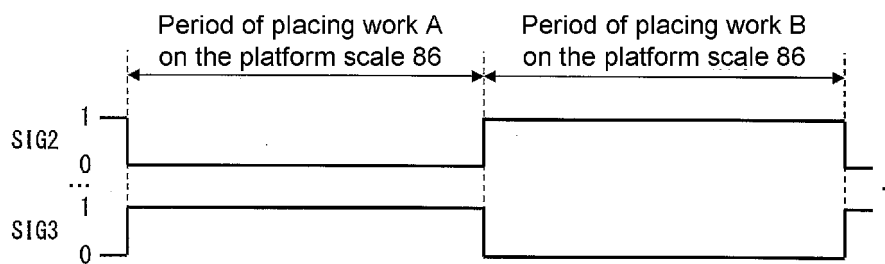 Period of placing work A
on the platform scale 86
Period of placing work B
on the platform scale 86
SIG2
1
0
...
SIG3
1
0